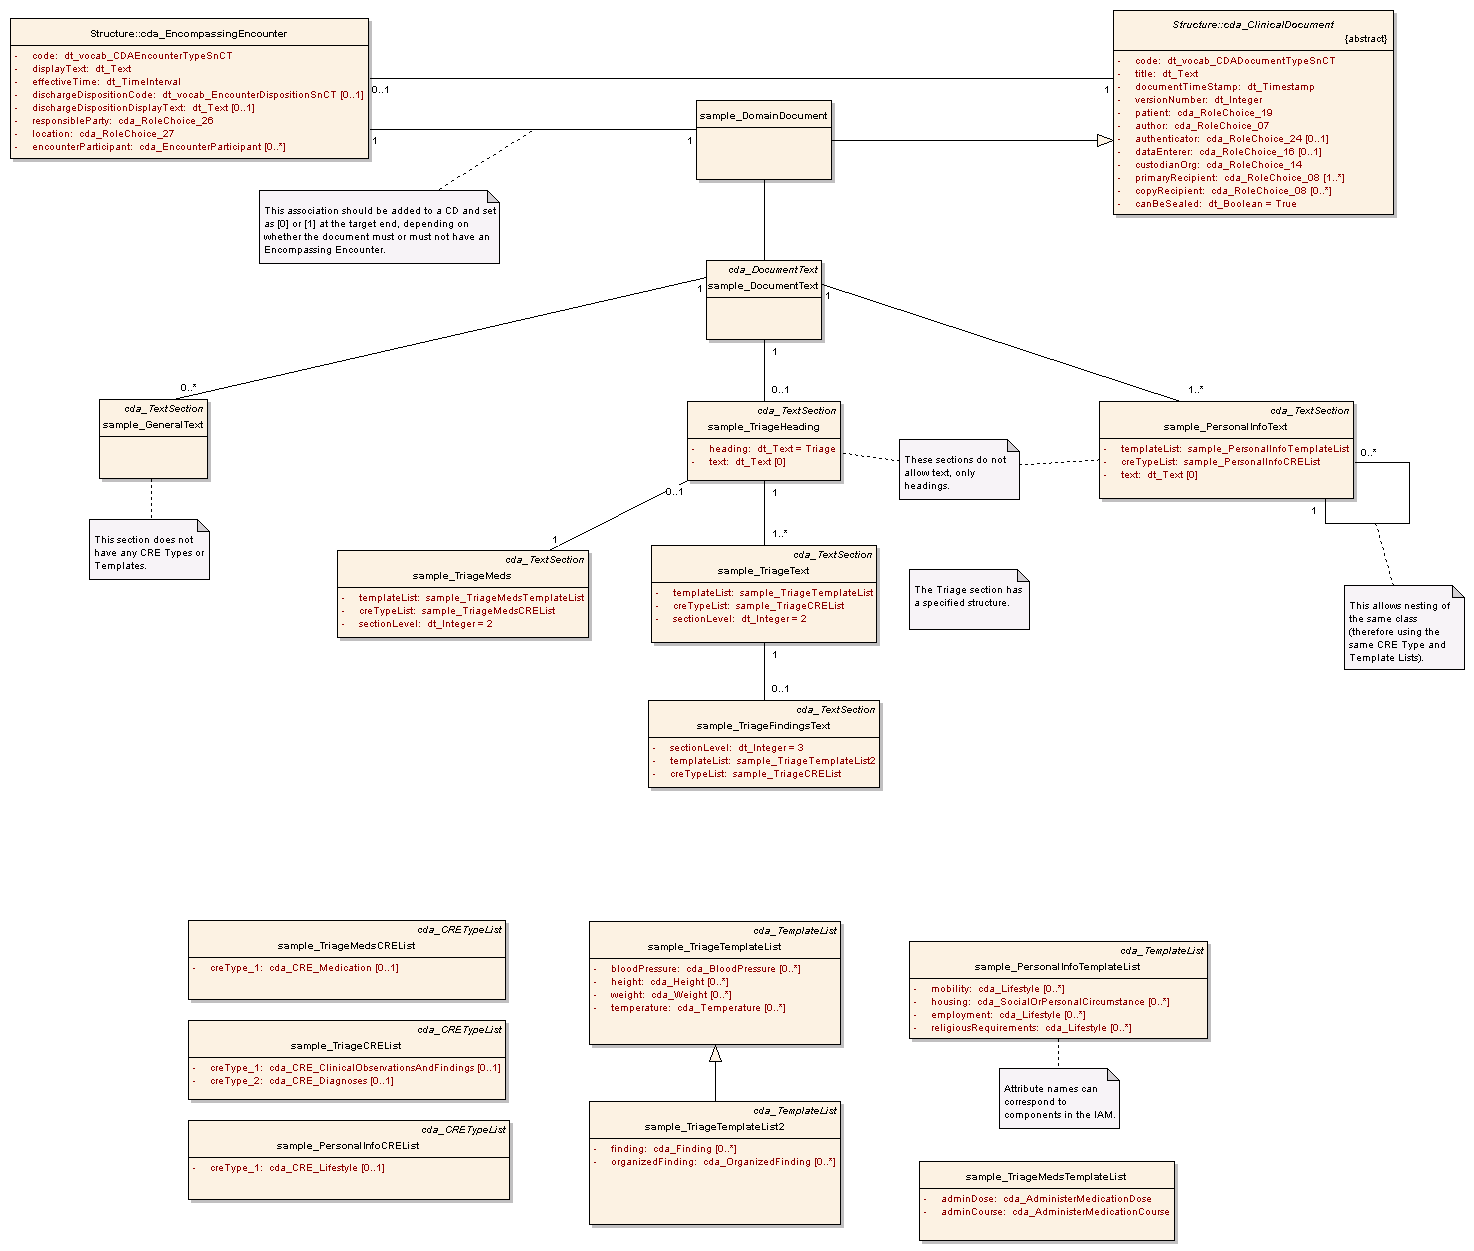 Structure::cda_EncompassingEncounter
- code: dt_vocab_CDAEncounterTypeSnCT
- displayText: dt_Text
- effectiveTime: dt_TimeInterval
- dischargeDispositionCode: dt_vocab_EncounterDispositionSnCT [0..1]
- dischargeDispositionDisplayText: dt_Text [0..1]
- responsibleParty: cda_RoleChoice_26
- location: cda_RoleChoice_27
- encounterParticipant: cda_EncounterParticipant [0..*]
Structure::cda_ClinicalDocument
{abstract}
- code: dt_vocab_CDADocumentTypeSnCT
- title: dt_Text
- documentTimeStamp: dt_Timestamp
- versionNumber: dt_Integer
- patient: cda_RoleChoice_19
- author: cda_RoleChoice_07
- authenticator: cda_RoleChoice_24 [0..1]
- dataEnterer: cda_RoleChoice_16 [0..1]
- custodianOrg: cda_RoleChoice_14
- primaryRecipient: cda_RoleChoice_08 [1..*]
- copyRecipient: cda_RoleChoice_08 [0..*]
- canBeSealed: dt_Boolean = True
0..1
1
sample_DomainDocument
1
1
This association should be added to a CD and set
as [0] or [1] at the target end, depending on
whether the document must or must not have an
Encompassing Encounter.
cda_DocumentText
sample_DocumentText
1
1
1
0..*
0..1
1..*
cda_TextSection
sample_GeneralText
This section does not
have any CRE Types or
Templates.
cda_TextSection
sample_TriageHeading
- heading: dt_Text = Triage
- text: dt_Text [0]
These sections do not
allow text, only
headings.
cda_TextSection
sample_PersonalInfoText
- templateList: sample_PersonalInfoTemplateList
- creTypeList: sample_PersonalInfoCREList
- text: dt_Text [0]
0..*
1
0..1
1
1
1..*
cda_TextSection
sample_TriageMeds
- templateList: sample_TriageMedsTemplateList
- creTypeList: sample_TriageMedsCREList
- sectionLevel: dt_Integer = 2
cda_TextSection
sample_TriageText
- templateList: sample_TriageTemplateList
- creTypeList: sample_TriageCREList
- sectionLevel: dt_Integer = 2
The Triage section has
a specified structure.
This allows nesting of
the same class
(therefore using the
same CRE Type and
Template Lists).
1
0..1
cda_TextSection
sample_TriageFindingsText
- sectionLevel: dt_Integer = 3
- templateList: sample_TriageTemplateList2
- creTypeList: sample_TriageCREList
cda_CRETypeList
sample_TriageMedsCREList
- creType_1: cda_CRE_Medication [0..1]
cda_CRETypeList
sample_TriageCREList
- creType_1: cda_CRE_ClinicalObservationsAndFindings [0..1]
- creType_2: cda_CRE_Diagnoses [0..1]
cda_CRETypeList
sample_PersonalInfoCREList
- creType_1: cda_CRE_Lifestyle [0..1]
cda_TemplateList
sample_TriageTemplateList
- bloodPressure: cda_BloodPressure [0..*]
- height: cda_Height [0..*]
- weight: cda_Weight [0..*]
- temperature: cda_Temperature [0..*]
cda_TemplateList
sample_TriageTemplateList2
- finding: cda_Finding [0..*]
- organizedFinding: cda_OrganizedFinding [0..*]
cda_TemplateList
sample_PersonalInfoTemplateList
- mobility: cda_Lifestyle [0..*]
- housing: cda_SocialOrPersonalCircumstance [0..*]
- employment: cda_Lifestyle [0..*]
- religiousRequirements: cda_Lifestyle [0..*]
Attribute names can
correspond to
components in the IAM.
sample_TriageMedsTemplateList
- adminDose: cda_AdministerMedicationDose
- adminCourse: cda_AdministerMedicationCourse